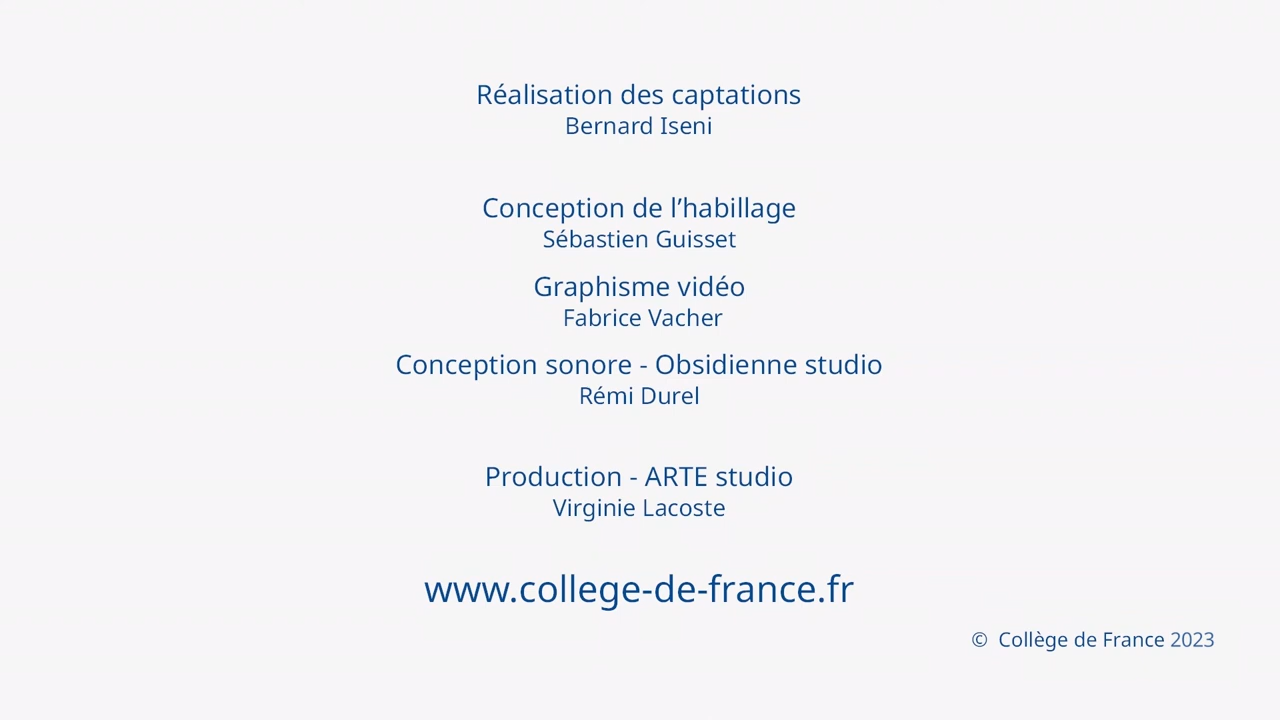 Réalisation des captations
Bernard Iseni
Conception de l’habillage
Sébastien Guisset
Graphisme vidéo
Fabrice Vacher
Conception sonore - Obsidienne studio
Rémi Durel
Production - ARTE studio
Virginie Lacoste
www.college-de-france.fr
© Collège de France 2023